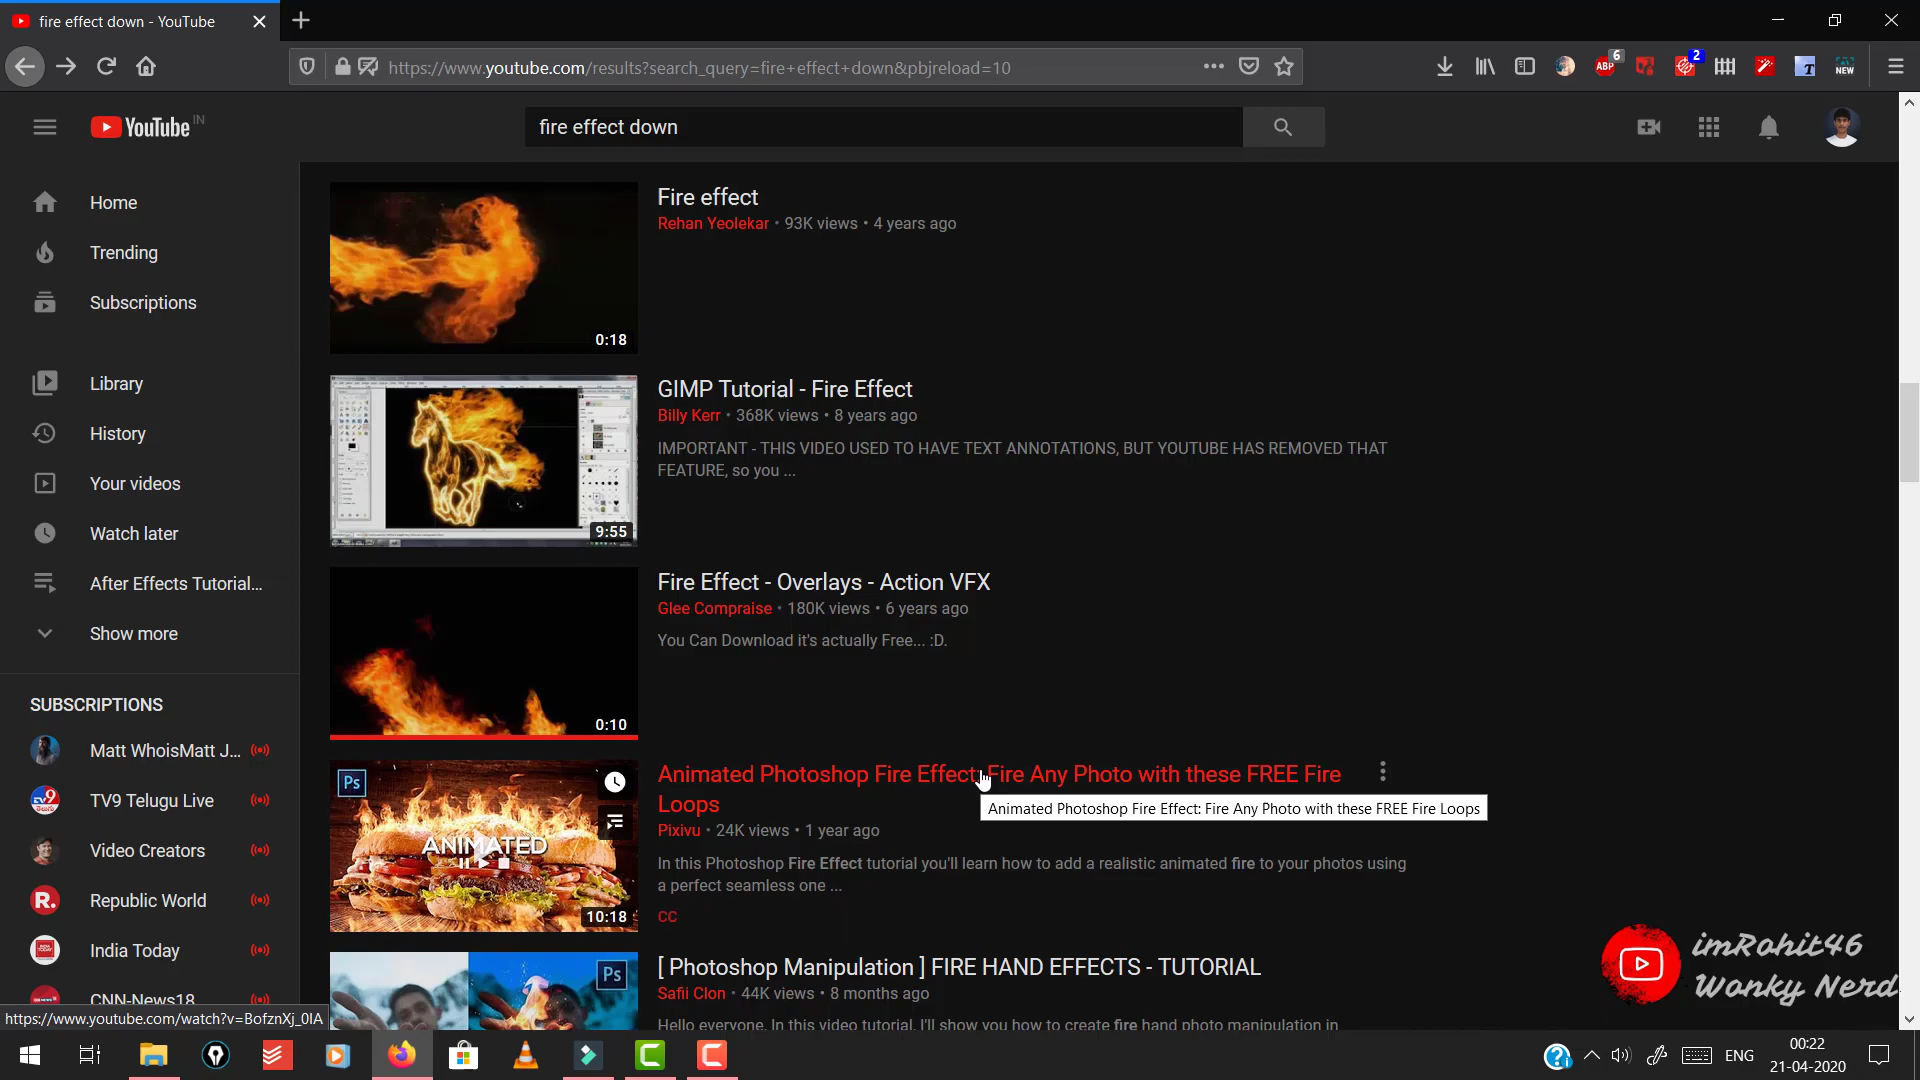 fire effect down - YouTube
https://www.youtube.com/results?search_query=fire+effect+down&pbjreload=10
ABP
6
2
T
NEW
YouTube IN
fire effect down
Home
Trending
Subscriptions
Library
History
Your videos
Watch later
After Effects Tutorial...
Show more
SUBSCRIPTIONS
Matt WhoisMatt J...
TV9 Telugu Live
Video Creators
R.
Republic World
India Today
CNN-News18
https://www.youtube.com/watch?v=BofznXj_0IA
0:18
Fire effect
Rehan Yeolekar • 93K views • 4 years ago
9:55
GIMP Tutorial - Fire Effect
Billy Kerr • 368K views • 8 years ago
IMPORTANT - THIS VIDEO USED TO HAVE TEXT ANNOTATIONS, BUT YOUTUBE HAS REMOVED THAT
FEATURE, so you ...
0:10
Fire Effect - Overlays - Action VFX
Glee Compraise • 180K views • 6 years ago
You Can Download it's actually Free... :D.
Ps
ANIMATED
10:18
Animated Photoshop Fire Effect: Fire Any Photo with these FREE Fire
Loops
Animated Photoshop Fire Effect: Fire Any Photo with these FREE Fire Loops
Pixivu • 24K views • 1 year ago
In this Photoshop Fire Effect tutorial you'll learn how to add a realistic animated fire to your photos using
a perfect seamless one ...
CC
Ps
[ Photoshop Manipulation ] FIRE HAND EFFECTS - TUTORIAL
Safii Clon • 44K views • 8 months ago
Hello everyone, In this video tutorial, I'll show you how to create fire hand photo manipulation in
imRohit46
Wonky Nerd
ENG
00:22
21-04-2020